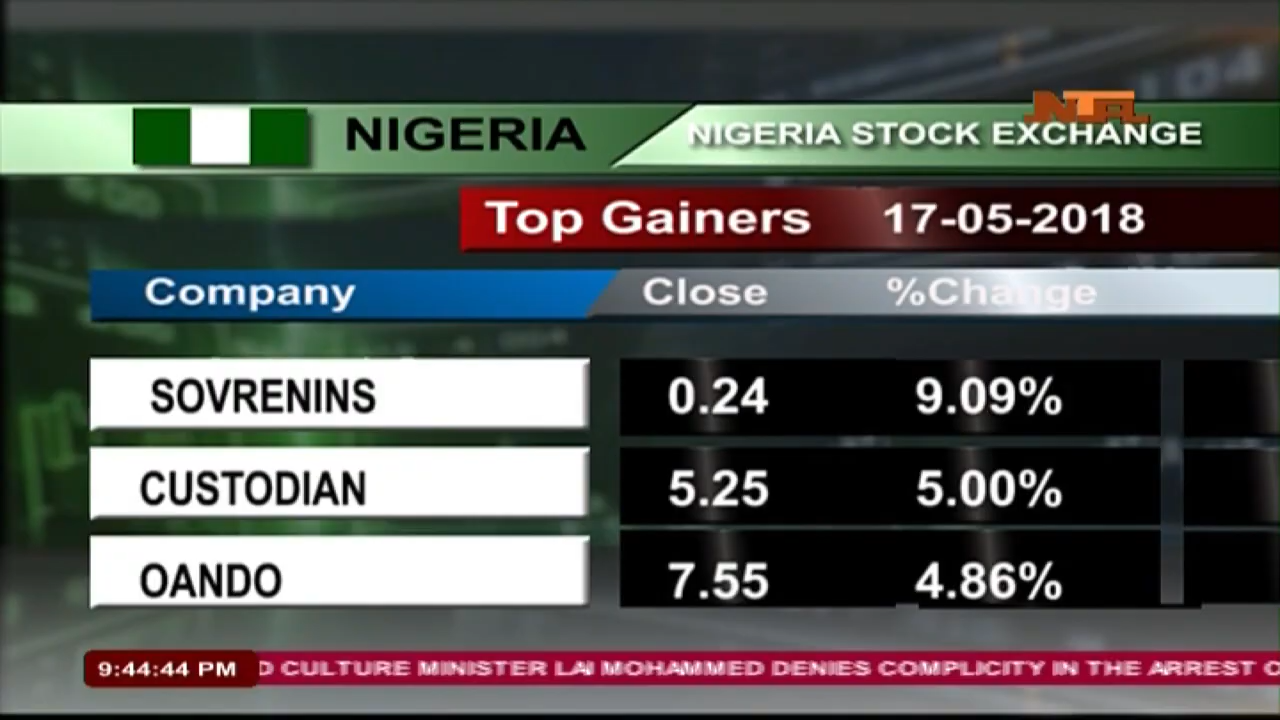 NTA
NIGERIA NIGERIA STOCK EXCHANGE
Top Gainers 17-05-2018
Company Close %Change
SOVRENINS 0.24 9.09%
CUSTODIAN 5.25 5.00%
OANDO 7.55 4.86%
9:44:44 PM D CULTURE MINISTER LAI MOHAMMED DENIES COMPLICITY IN THE ARREST O